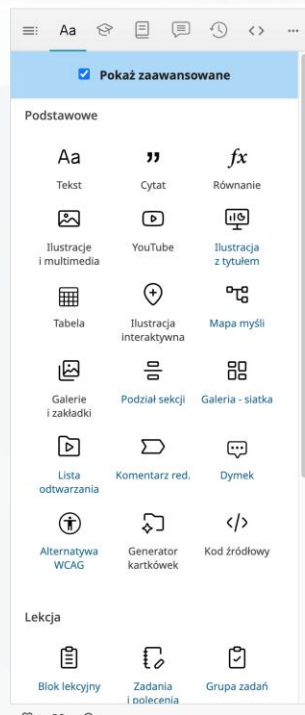 Aa
Pokaż zaawansowane
Podstawowe
Aa
Tekst
Cytat
fx
Równanie
Ilustracje
i multimedia
YouTube
Ilustracja
z tytułem
Tabela
Ilustracja
interaktywna
Mapa myśli
Galerie
i zakładki
Podział sekcji
Galeria - siatka
Lista
odtwarzania
Komentarz red.
Dymek
Alternatywa
WCAG
Generator
kartkówek
Kod źródłowy
Lekcja
Blok lekcyjny
Zadania
i polecenia
Grupa zadań